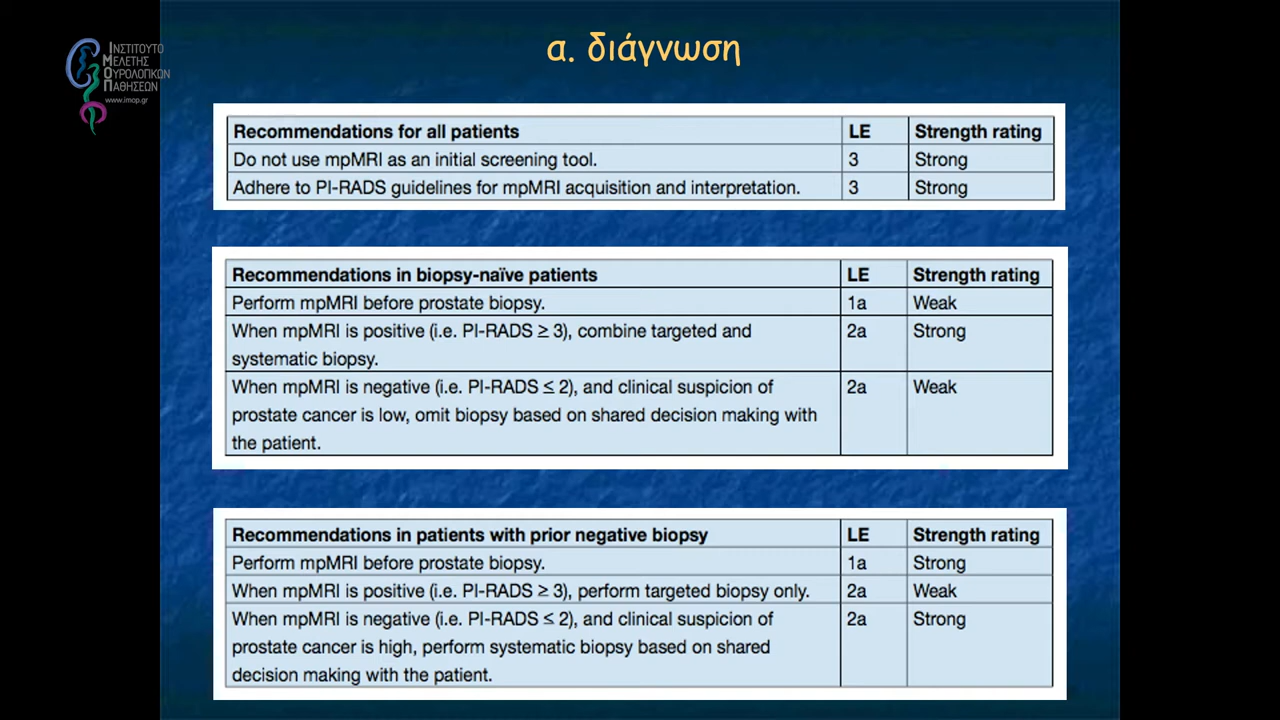 ΙΝΣΤΙΤΟΥΤΟ
ΜΕΛΕΤΗΣ
ΟΥΡΟΛΟΓΙΚΩΝ
ΠΑΘΗΣΕΩΝ
www.imop.gr
α. διάγνωση
Recommendations for all patients LE Strength rating
Do not use mpMRI as an initial screening tool. 3 Strong
Adhere to PI-RADS guidelines for mpMRI acquisition and interpretation. 3 Strong
Recommendations in biopsy-naïve patients LE Strength rating
Perform mpMRI before prostate biopsy. 1a Weak
When mpMRI is positive (i.e. PI-RADS ≥ 3), combine targeted and 2a Strong
systematic biopsy.
When mpMRI is negative (i.e. PI-RADS ≤ 2), and clinical suspicion of 2a Weak
prostate cancer is low, omit biopsy based on shared decision making with
the patient.
Recommendations in patients with prior negative biopsy LE Strength rating
Perform mpMRI before prostate biopsy. 1a Strong
When mpMRI is positive (i.e. PI-RADS ≥ 3), perform targeted biopsy only. 2a Weak
When mpMRI is negative (i.e. PI-RADS ≤ 2), and clinical suspicion of 2a Strong
prostate cancer is high, perform systematic biopsy based on shared
decision making with the patient.